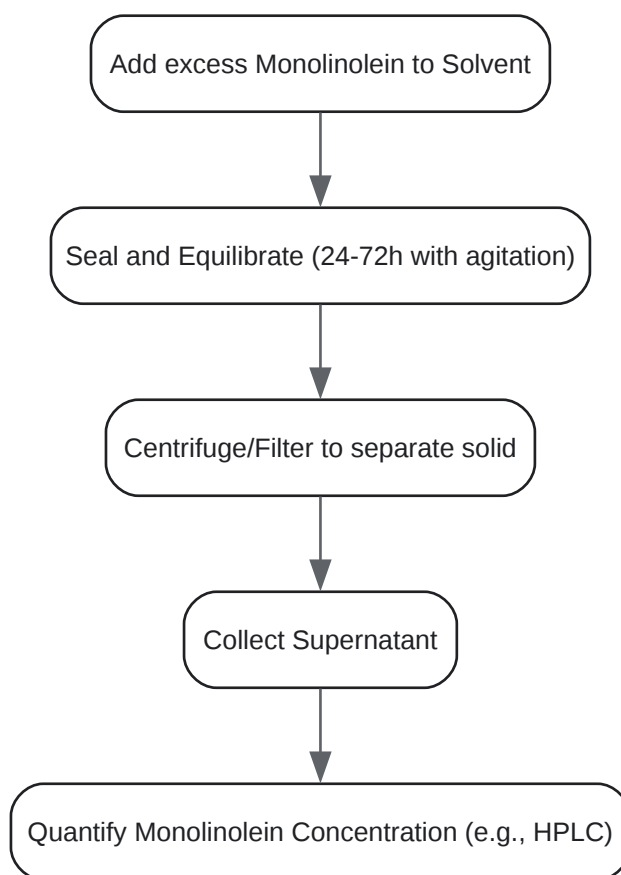 Add excess Monolinolein to Solvent
Seal and Equilibrate (24-72h with agitation)
Centrifuge/Filter to separate solid
Collect Supernatant
Quantify Monolinolein Concentration (e.g., HPLC)